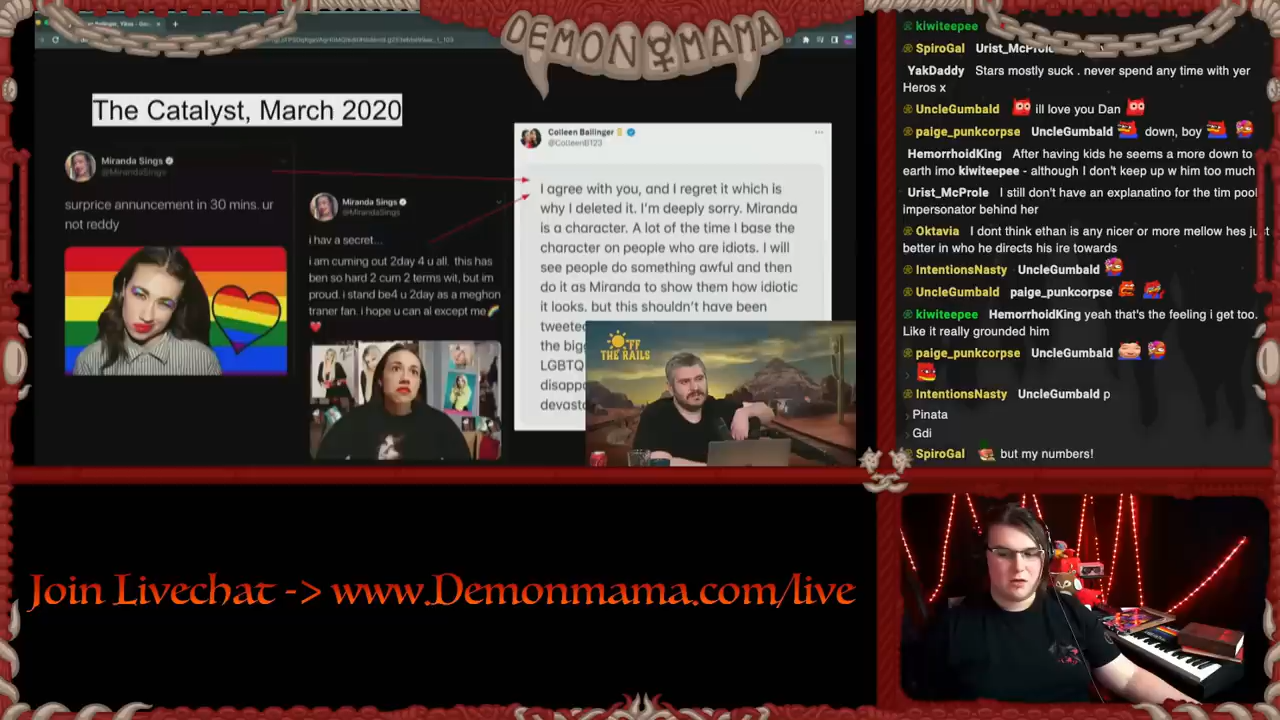 DEMON MAMA
The Catalyst, March 2020
Miranda Sings
@MirandaSings
surprice annuncement in 30 mins. ur
not reddy
Miranda Sings
@MirandaSings
i hav a secret...
i am cuming out 2day 4 u all. this has
ben so hard 2 cum 2 terms wit, but im
proud. i stand be4 u 2day as a meghon
traner fan. i hope u can al except me🌈
❤️
Colleen Ballinger
@ColleenB123
I agree with you, and I regret it which is
why I deleted it. I'm deeply sorry. Miranda
is a character. A lot of the time I base the
character on people who are idiots. I will
see people do something awful and then
do it as Miranda to show them how idiotic
it looks. but this shouldn't have been
tweeted
the big
LGBTQ
disapp
devasta
OFF
THE RAILS
kiwiteepee
SpiroGal Urist_McProle
YakDaddy Stars mostly suck . never spend any time with yer
Heros x
UncleGumbald ill love you Dan
paige_punkcorpse UncleGumbald down, boy
HemorrhoidKing After having kids he seems a more down to
earth imo kiwiteepee - although I don't keep up w him too much
Urist_McProle I still don't have an explanatino for the tim pool
impersonator behind her
Oktavia I dont think ethan is any nicer or more mellow hes just
better in who he directs his ire towards
IntentionsNasty UncleGumbald
UncleGumbald paige_punkcorpse
kiwiteepee HemorrhoidKing yeah that's the feeling i get too.
Like it really grounded him
paige_punkcorpse UncleGumbald
IntentionsNasty UncleGumbald p
Pinata
Gdi
SpiroGal but my numbers!
Join Livechat -> www.Demonmama.com/live